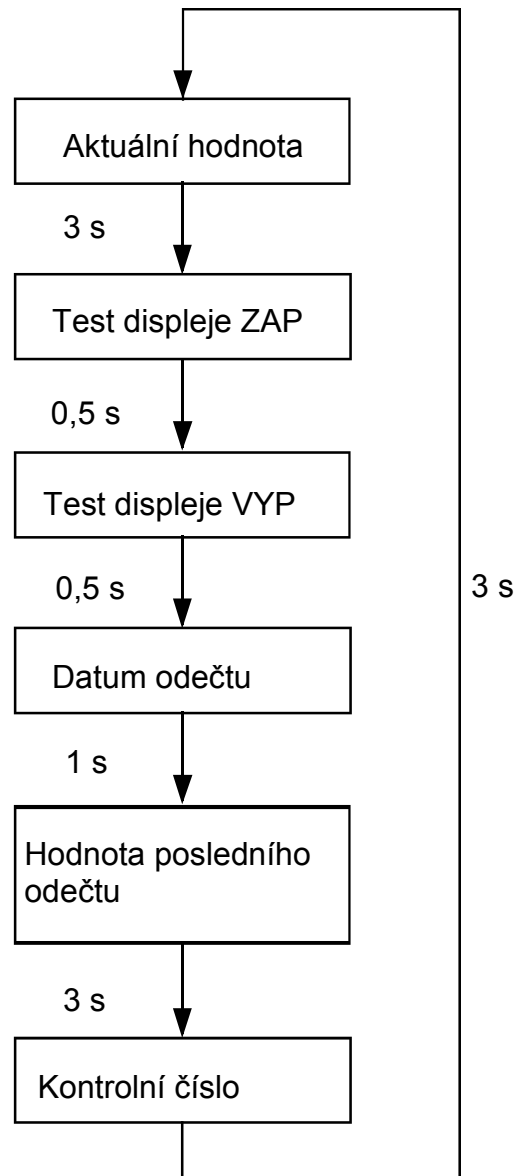 Aktuální hodnota
3 s
Test displeje ZAP
0,5 s
Test displeje VYP
0,5 s
3 s
Datum odečtu
1 s
Hodnota posledního
odečtu
3 s
Kontrolní číslo